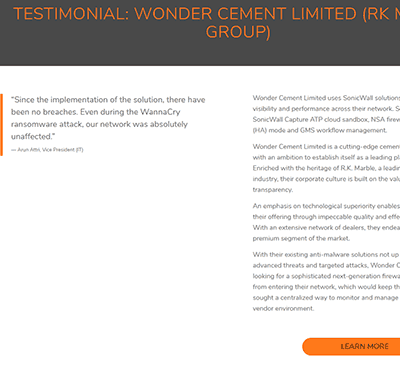 TESTIMONIAL: WONDER CEMENT LIMITED (RK M
GROUP)
“Since the implementation of the solution, there have
been no breaches. Even during the WannaCry
ransomware attack, our network was absolutely
unaffected.”
— Arun Attri, Vice President (IT)
Wonder Cement Limited uses SonicWall solutions
visibility and performance across their network. S
SonicWall Capture ATP cloud sandbox, NSA firew
(HA) mode and GMS workflow management.
Wonder Cement Limited is a cutting-edge cement
with an ambition to establish itself as a leading pla
Enriched with the heritage of R.K. Marble, a leadin
industry, their corporate culture is built on the valu
transparency.
An emphasis on technological superiority enables
their offering through impeccable quality and effe
With an extensive network of dealers, they endea
premium segment of the market.
With their existing anti-malware solutions not up
advanced threats and targeted attacks, Wonder C
looking for a sophisticated next-generation firewa
from entering their network, which would keep th
sought a centralized way to monitor and manage
vendor environment.
LEARN MORE